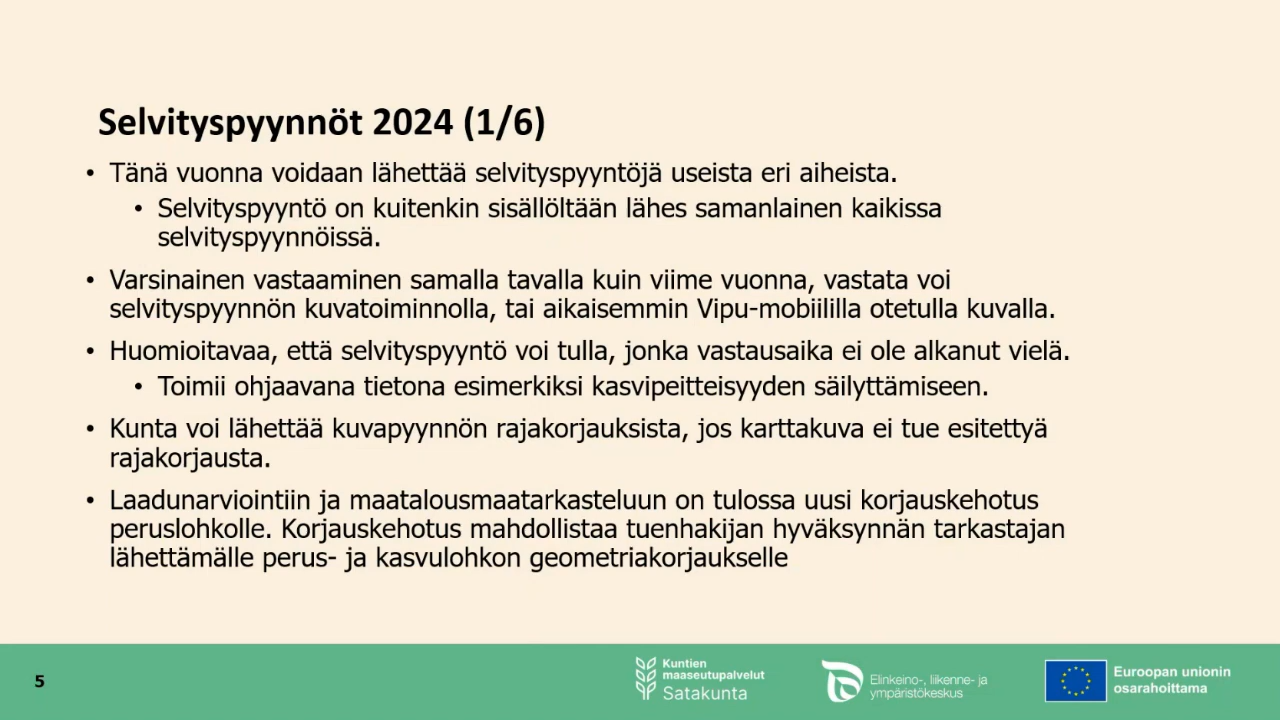 Selvityspyynnöt 2024 (1/6)
• Tänä vuonna voidaan lähettää selvityspyyntöjä useista eri aiheista.
• Selvityspyyntö on kuitenkin sisällöltään lähes samanlainen kaikissa
selvityspyynnöissä.
• Varsinainen vastaaminen samalla tavalla kuin viime vuonna, vastata voi
selvityspyynnön kuvatoiminnolla, tai aikaisemmin Vipu-mobiililla otetulla kuvalla.
• Huomioitavaa, että selvityspyyntö voi tulla, jonka vastausaika ei ole alkanut vielä.
• Toimii ohjaavana tietona esimerkiksi kasvipeitteisyyden säilyttämiseen.
• Kunta voi lähettää kuvapyynnön rajakorjauksista, jos karttakuva ei tue esitettyä
rajakorjausta.
• Laadunarviointiin ja maatalousmaatarkasteluun on tulossa uusi korjauskehotus
peruslohkolle. Korjauskehotus mahdollistaa tuenhakijan hyväksynnän tarkastajan
lähettämälle perus- ja kasvulohkon geometriakorjaukselle
5
Kuntien
maaseutupalvelut
Satakunta
Elinkeino-, liikenne- ja
ympäristökeskus
Euroopan unionin
osarahoittama